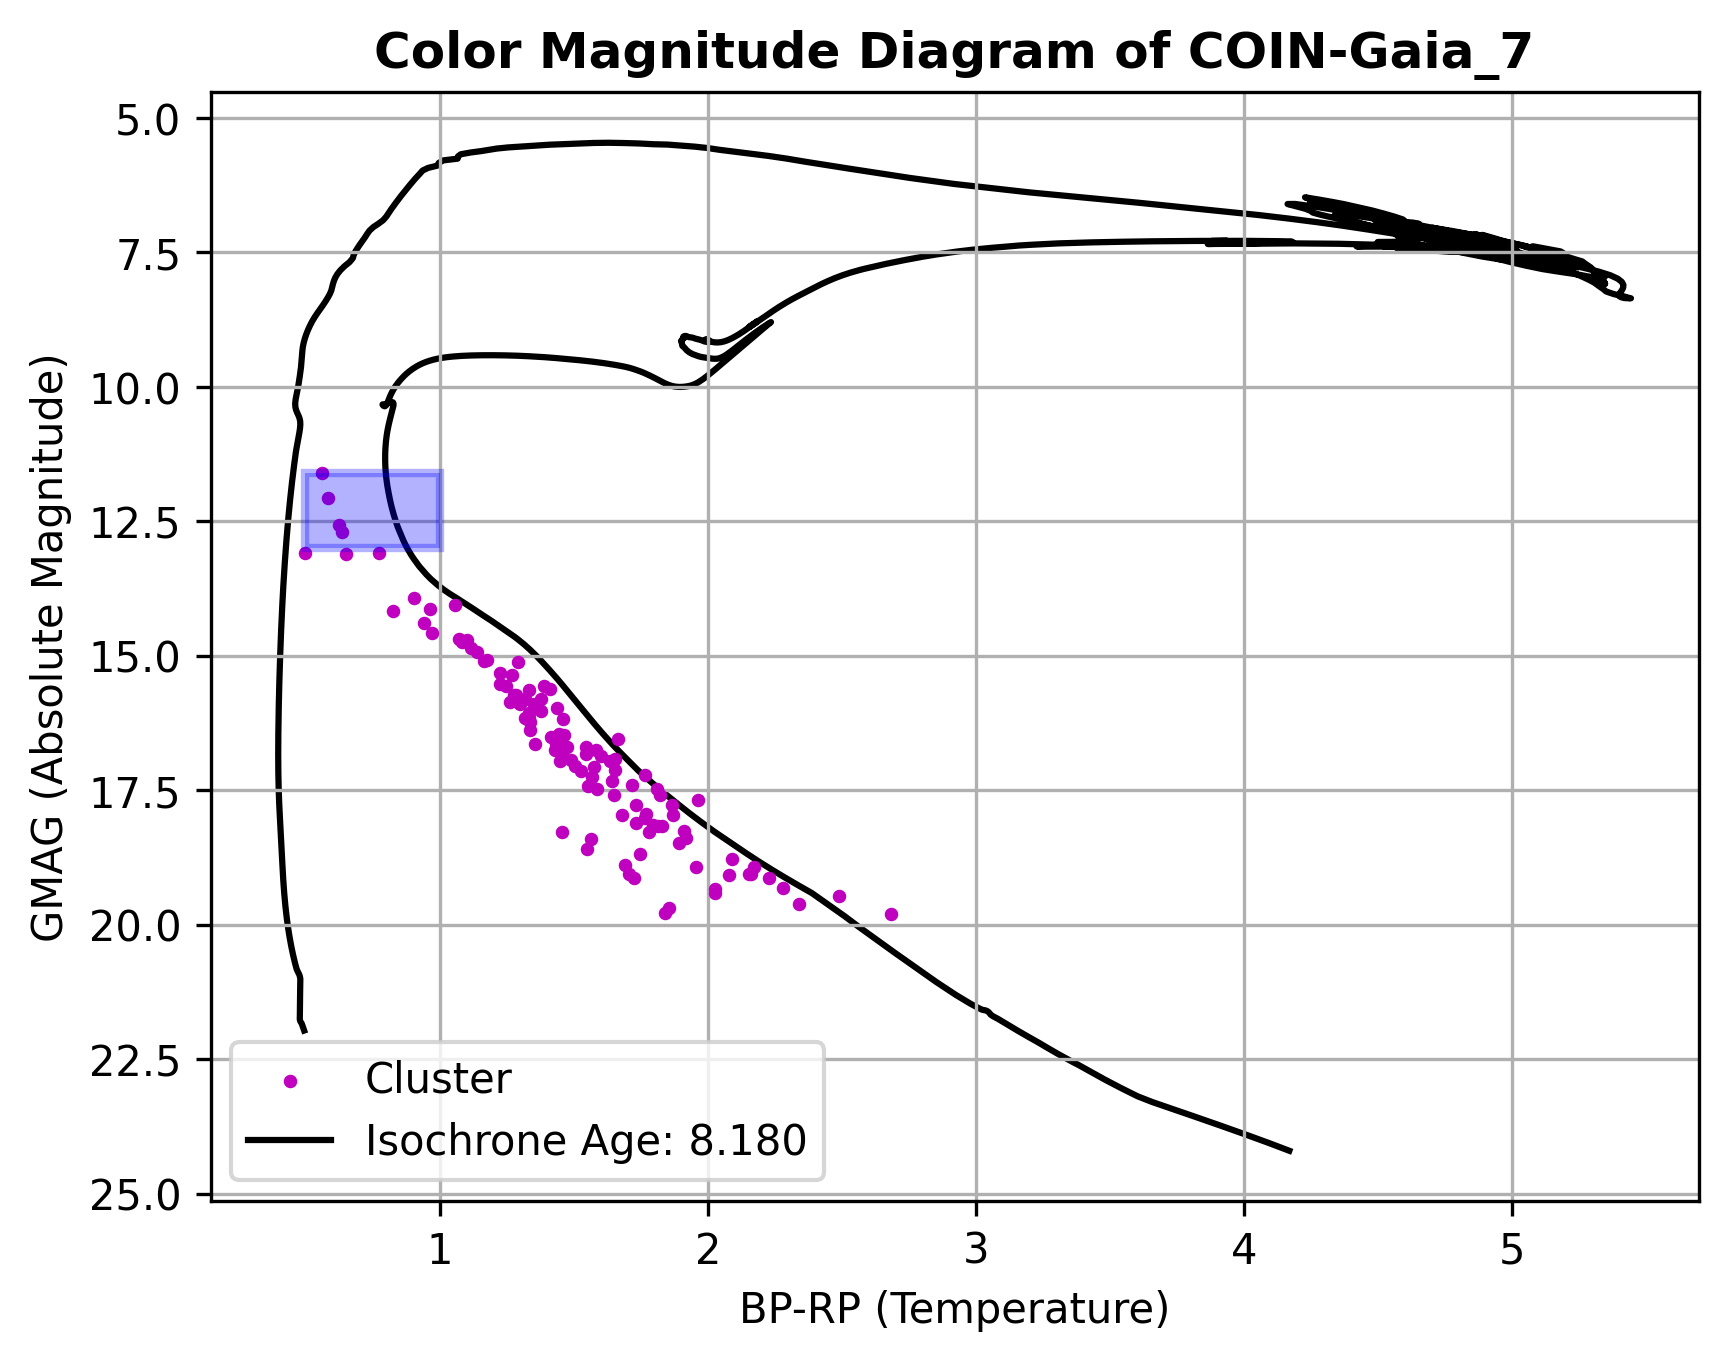 Color Magnitude Diagram of COIN-Gaia_7
GMAG (Absolute Magnitude)
5.0
7.5
10.0
12.5
15.0
17.5
20.0
22.5
25.0
Cluster
Isochrone Age: 8.180
1 2 3 4 5
BP-RP (Temperature)